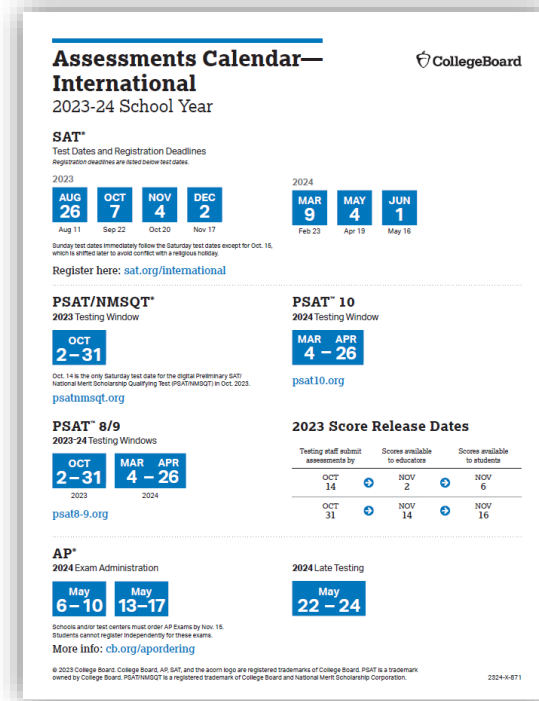 Assessments Calendar—
International
2023-24 School Year
CollegeBoard
SAT®
Test Dates and Registration Deadlines
Registration deadlines are listed below test dates.
2023
AUG
26
OCT
7
NOV
4
DEC
2
Aug 11
Sep 22
Oct 20
Nov 17
2024
MAR
9
MAY
4
JUN
1
Feb 23
Apr 19
May 16
Sunday test dates immediately follow the Saturday test dates except for Oct. 15,
which is shifted later to avoid conflict with a religious holiday.
Register here: sat.org/international
PSAT/NMSQT®
2023 Testing Window
OCT
2–31
Oct. 14 is the only Saturday test date for the digital Preliminary SAT/
National Merit Scholarship Qualifying Test (PSAT/NMSQT) in Oct. 2023.
psatnmsqt.org
PSAT™ 10
2024 Testing Window
MAR APR
4 – 26
psat10.org
PSAT™ 8/9
2023-24 Testing Windows
OCT
2–31
MAR APR
4 – 26
2023
2024
psat8-9.org
2023 Score Release Dates
Testing staff submit
assessments by
Scores available
to educators
Scores available
to students
OCT
14
NOV
2
NOV
6
OCT
31
NOV
14
NOV
16
AP®
2024 Exam Administration
May
6–10
May
13–17
Schools and/or test centers must order AP Exams by Nov. 15.
Students cannot register independently for these exams.
More info: cb.org/apordering
2024 Late Testing
May
22 – 24
© 2023 College Board. College Board, AP, SAT, and the acorn logo are registered trademarks of College Board. PSAT is a trademark
owned by College Board. PSAT/NMSQT is a registered trademark of College Board and National Merit Scholarship Corporation.
2324-X-871